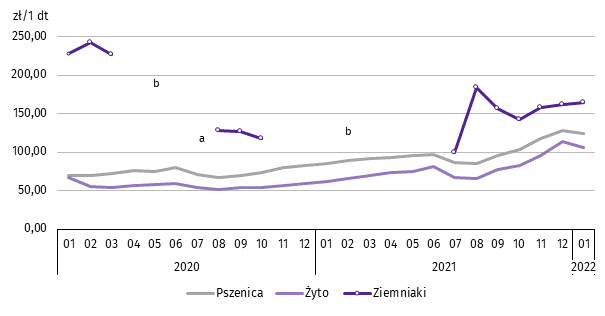 zł/1 dt
250,00
200,00
b
150,00
a
b
100,00
50,00
0,00
01 02 03 04 05 06 07 08 09 10 11 12 01 02 03 04 05 06 07 08 09 10 11 12 01
2020 2021 2022
Pszenica Żyto Ziemniaki